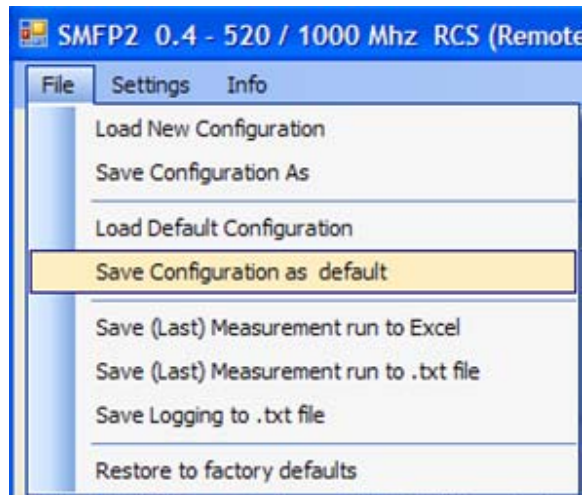 SMFP2 0.4 - 520 / 1000 Mhz RCS (Remote
File Settings Info
Load New Configuration
Save Configuration As
Load Default Configuration
Save Configuration as default
Save (Last) Measurement run to Excel
Save (Last) Measurement run to .txt file
Save Logging to .txt file
Restore to factory defaults